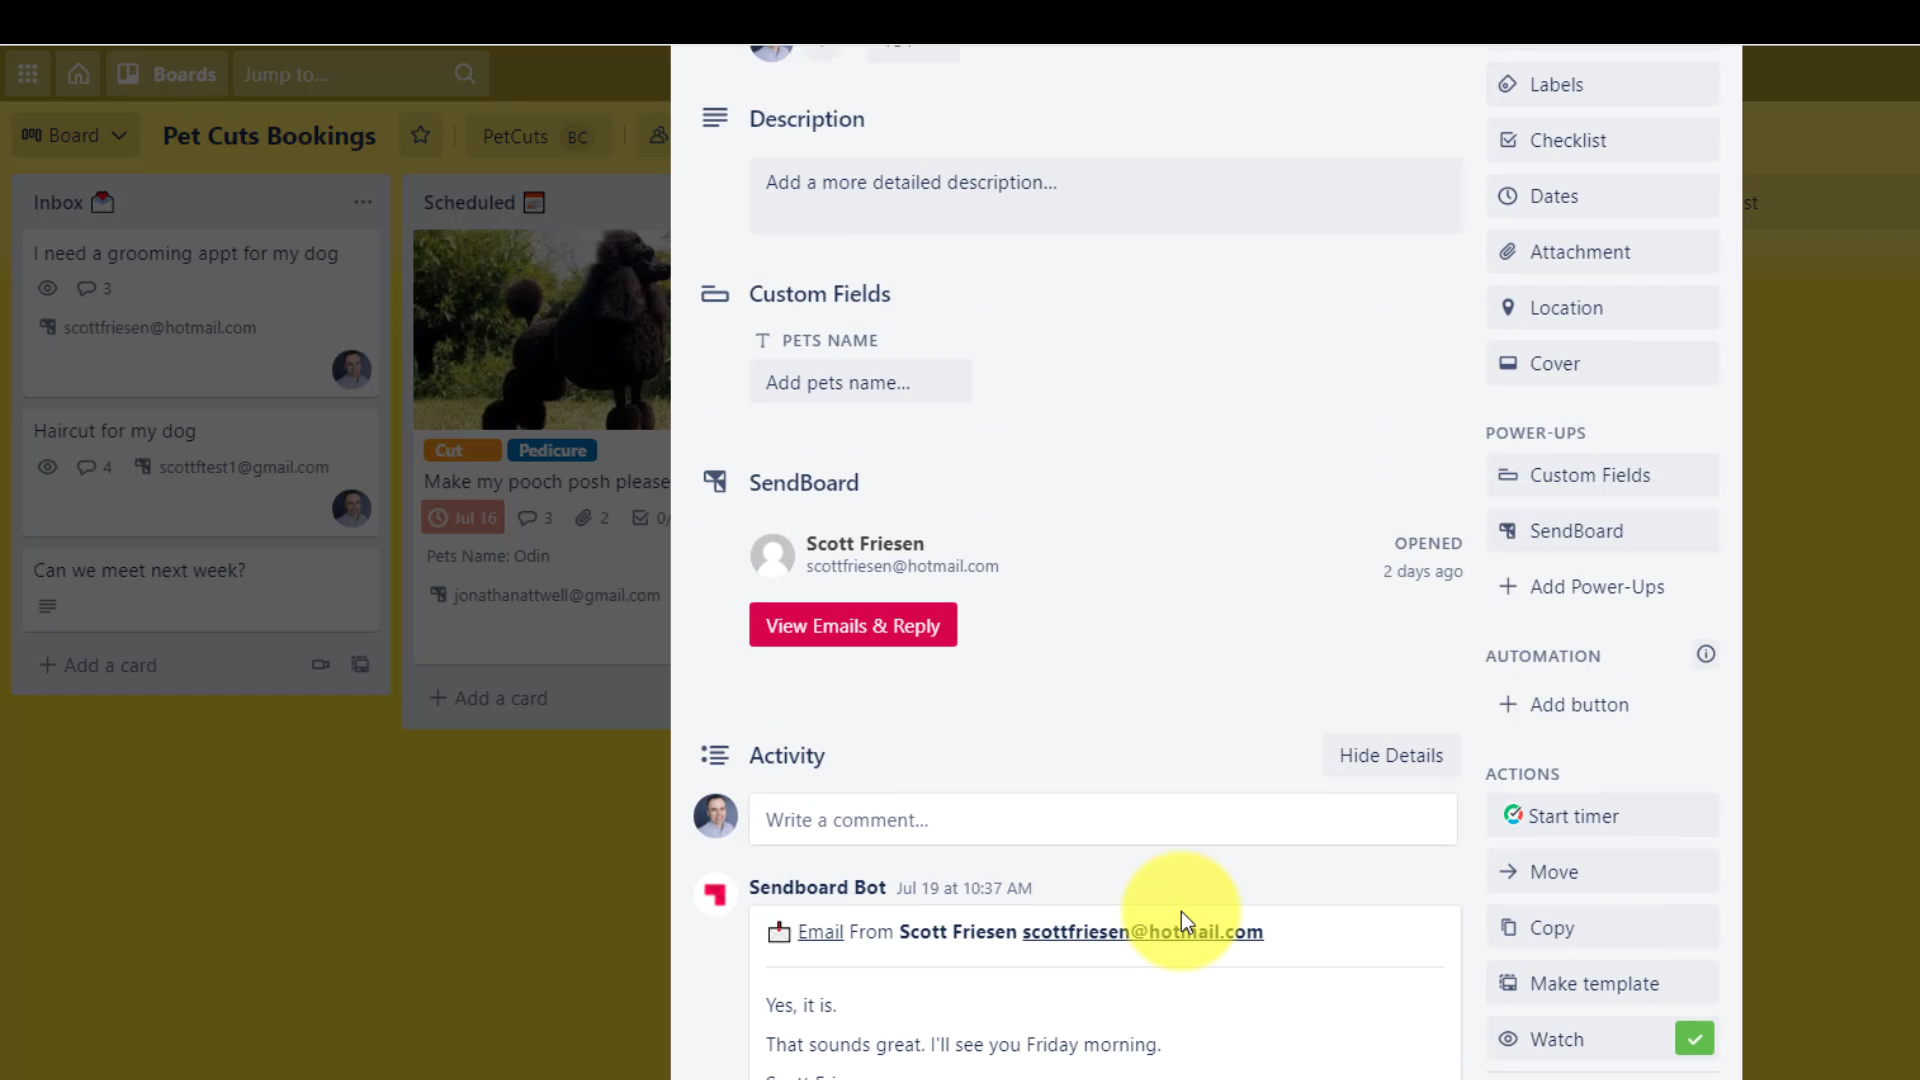 Boards
Jump to...
Board
Pet Cuts Bookings
PetCuts BC
Inbox
I need a grooming appt for my dog
3
scottfriesen@hotmail.com
Haircut for my dog
4
scottftest1@gmail.com
Can we meet next week?
+ Add a card
Scheduled
Cut
Pedicure
Make my pooch posh please
Jul 16
3
2
0/
Pets Name: Odin
jonathanattwell@gmail.com
+ Add a card
Description
Add a more detailed description...
Custom Fields
PETS NAME
Add pets name...
SendBoard
Scott Friesen
scottfriesen@hotmail.com
OPENED
2 days ago
View Emails & Reply
Activity
Hide Details
Write a comment...
Sendboard Bot Jul 19 at 10:37 AM
Email From Scott Friesen scottfriesen@hotmail.com
Yes, it is.
That sounds great. I'll see you Friday morning.
Labels
Checklist
Dates
Attachment
Location
Cover
POWER-UPS
Custom Fields
SendBoard
+ Add Power-Ups
AUTOMATION
+ Add button
ACTIONS
Start timer
Move
Copy
Make template
Watch
st